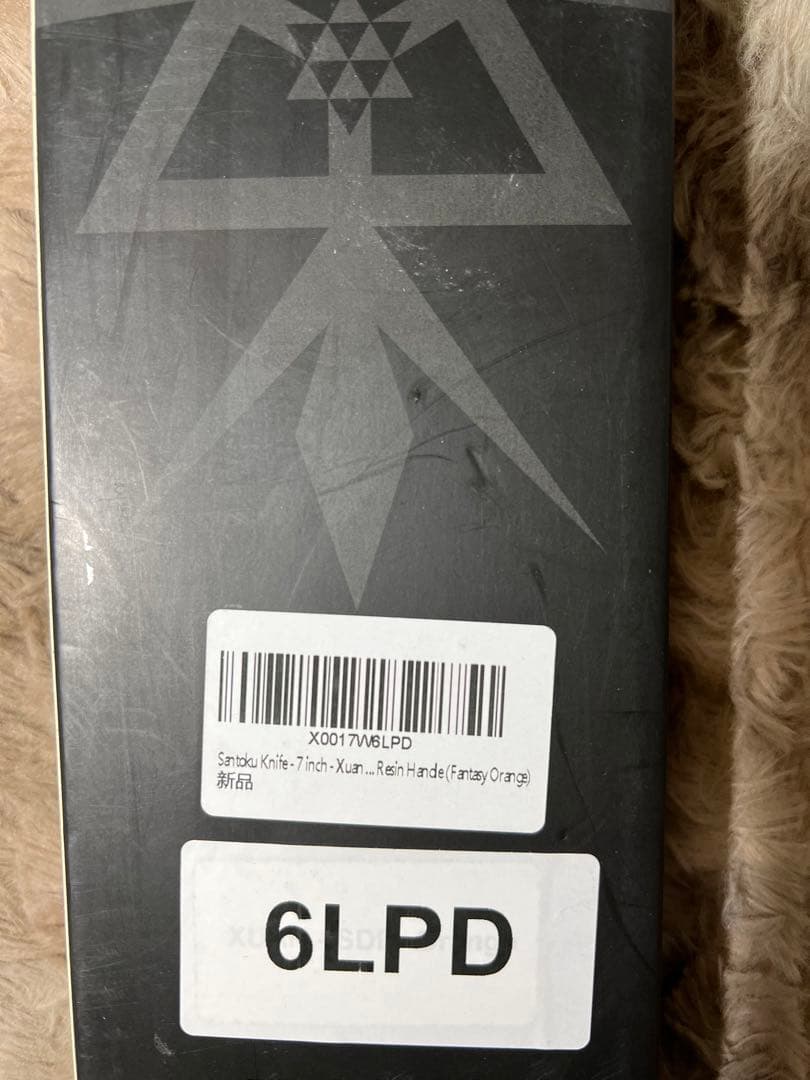 X0017W6LPD
Santoku Knife - 7 inch - Xuan ... Resin Handle (Fantasy Orange)
新品
6LPD